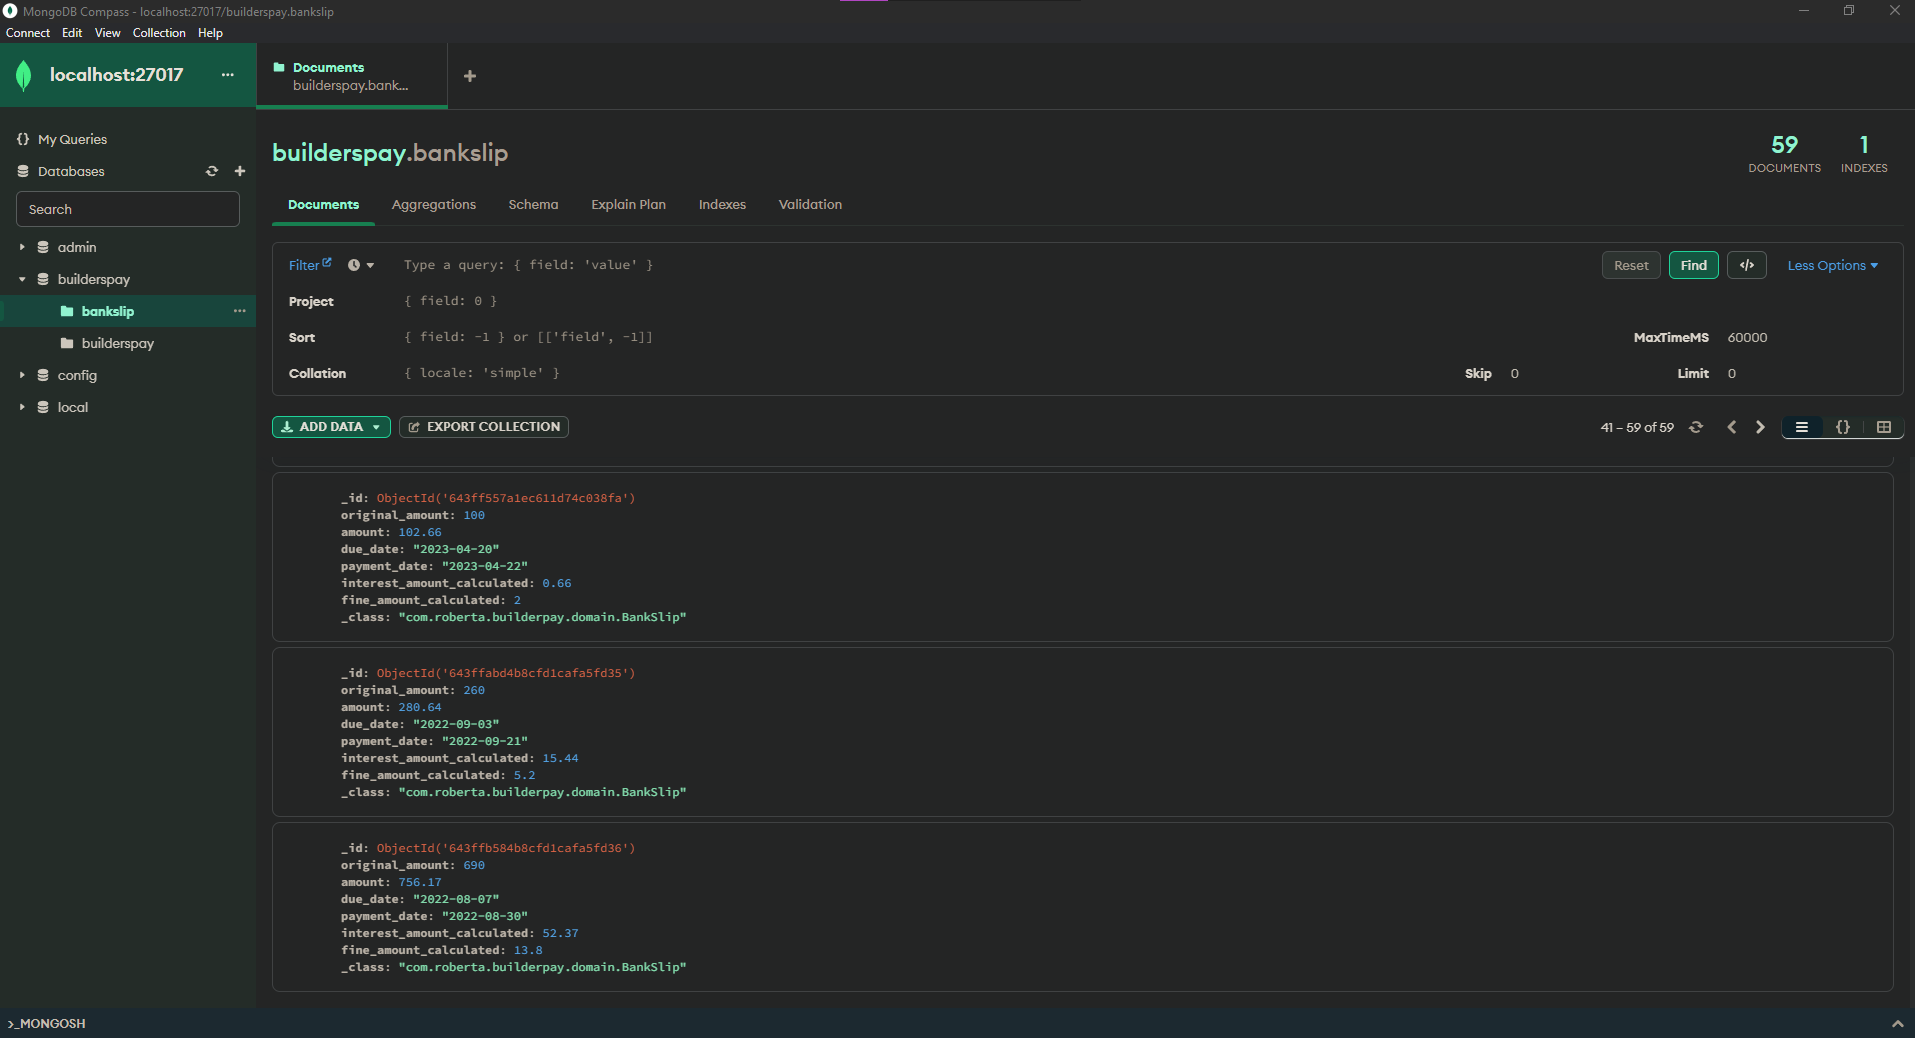 MongoDB Compass - localhost:27017/builderspay.bankslip
Connect Edit View Collection Help
localhost:27017 ...
Documents
builderspay.bank...
My Queries
Databases
Search
admin
builderspay
bankslip ...
builderspay
config
local
builderspay.bankslip
59
DOCUMENTS
1
INDEXES
Documents Aggregations Schema Explain Plan Indexes Validation
Filter Type a query: { field: 'value' } Reset Find </> Less Options
Project { field: 0 }
Sort { field: -1 } or [['field', -1]] MaxTimeMS 60000
Collation { locale: 'simple' } Skip 0 Limit 0
ADD DATA EXPORT COLLECTION 41 – 59 of 59 {}
_id: ObjectId('643ff557a1ec611d74c038fa')
original_amount: 100
amount: 102.66
due_date: "2023-04-20"
payment_date: "2023-04-22"
interest_amount_calculated: 0.66
fine_amount_calculated: 2
_class: "com.roberta.builderpay.domain.BankSlip"
_id: ObjectId('643ffabd4b8cfd1cafa5fd35')
original_amount: 260
amount: 280.64
due_date: "2022-09-03"
payment_date: "2022-09-21"
interest_amount_calculated: 15.44
fine_amount_calculated: 5.2
_class: "com.roberta.builderpay.domain.BankSlip"
_id: ObjectId('643ffb584b8cfd1cafa5fd36')
original_amount: 690
amount: 756.17
due_date: "2022-08-07"
payment_date: "2022-08-30"
interest_amount_calculated: 52.37
fine_amount_calculated: 13.8
_class: "com.roberta.builderpay.domain.BankSlip"
>_MONGOSH